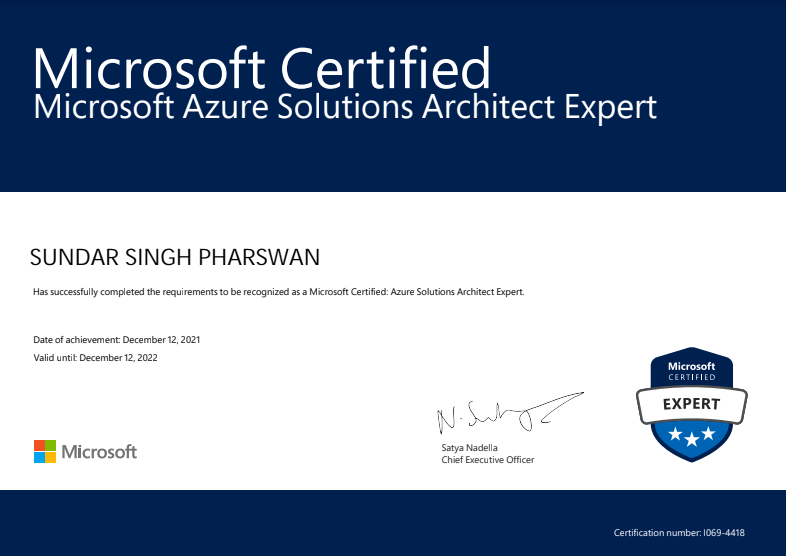 Microsoft Certified
Microsoft Azure Solutions Architect Expert
SUNDAR SINGH PHARSWAN
Has successfully completed the requirements to be recognized as a Microsoft Certified: Azure Solutions Architect Expert.
Date of achievement: December 12, 2021
Valid until: December 12, 2022
Microsoft
CERTIFIED
EXPERT
N. S
Satya Nadella
Chief Executive Officer
Microsoft
Certification number: I069-4418